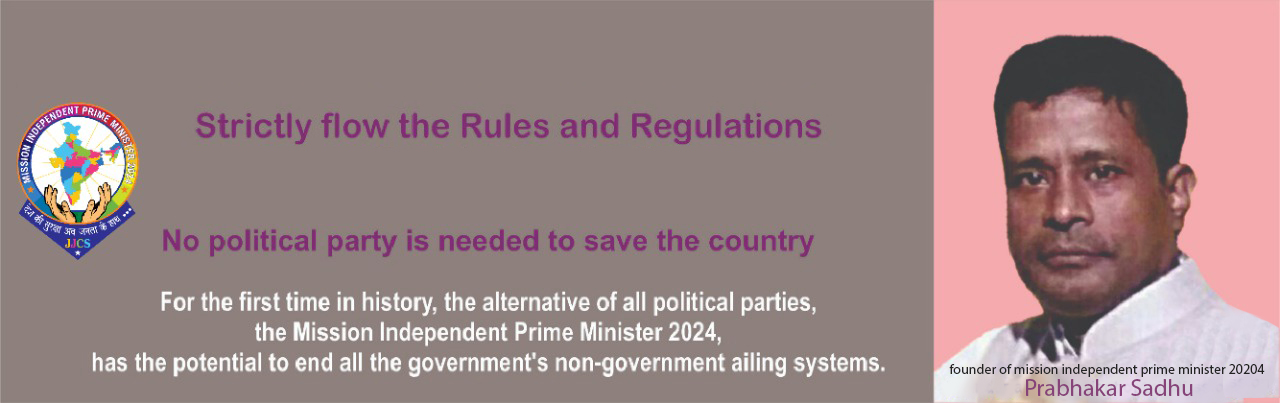 MISSION INDEPENDENT PRIME MINISTER 2024
देश की सुरक्षा अब जनता के हाथ
JJCS
Strictly flow the Rules and Regulations
No political party is needed to save the country
For the first time in history, the alternative of all political parties,
the Mission Independent Prime Minister 2024,
has the potential to end all the government's non-government ailing systems.
founder of mission independent prime minister 20204
Prabhakar Sadhu